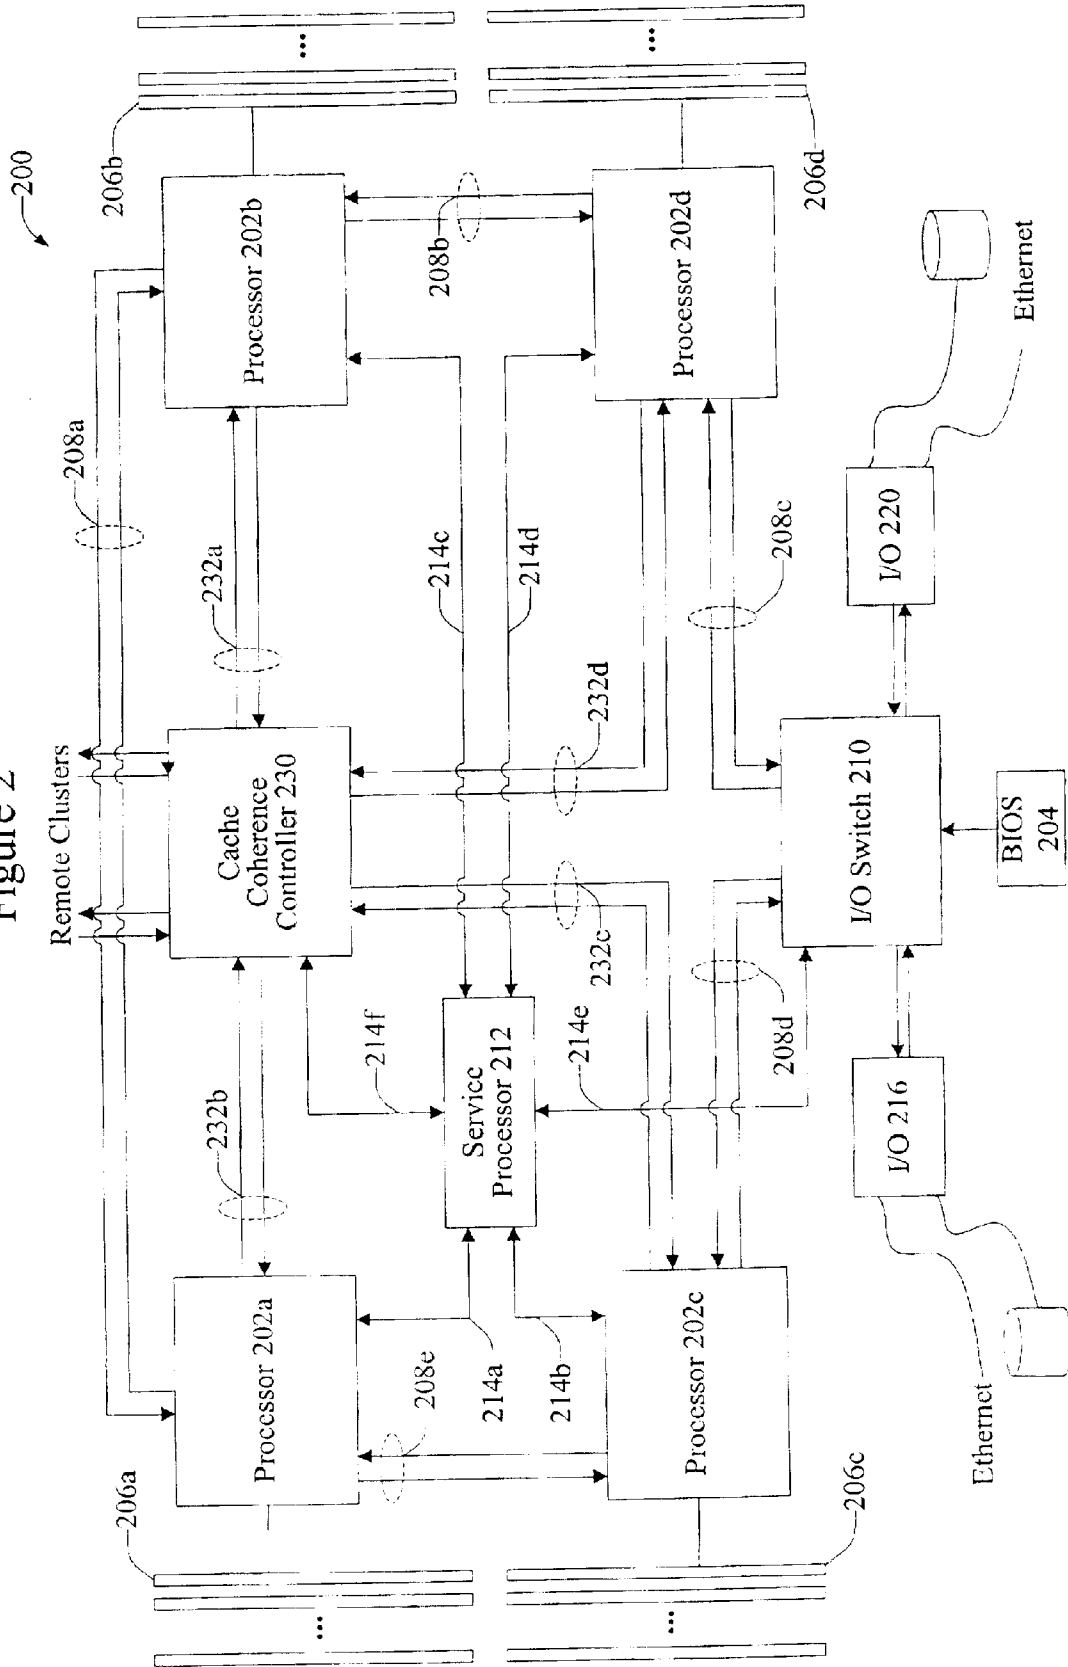 Figure 2
200
Remote Clusters
208a
206a
206b
Processor 202a
232b
Cache
Coherence
Controller 230
232a
Processor 202b
208e
214a
214b
214f
Service
Processor 212
214e
214c
214d
232c
232d
208b
206c
Processor 202c
208d
208c
Processor 202d
206d
I/O Switch 210
Ethernet
I/O 216
BIOS
204
I/O 220
Ethernet